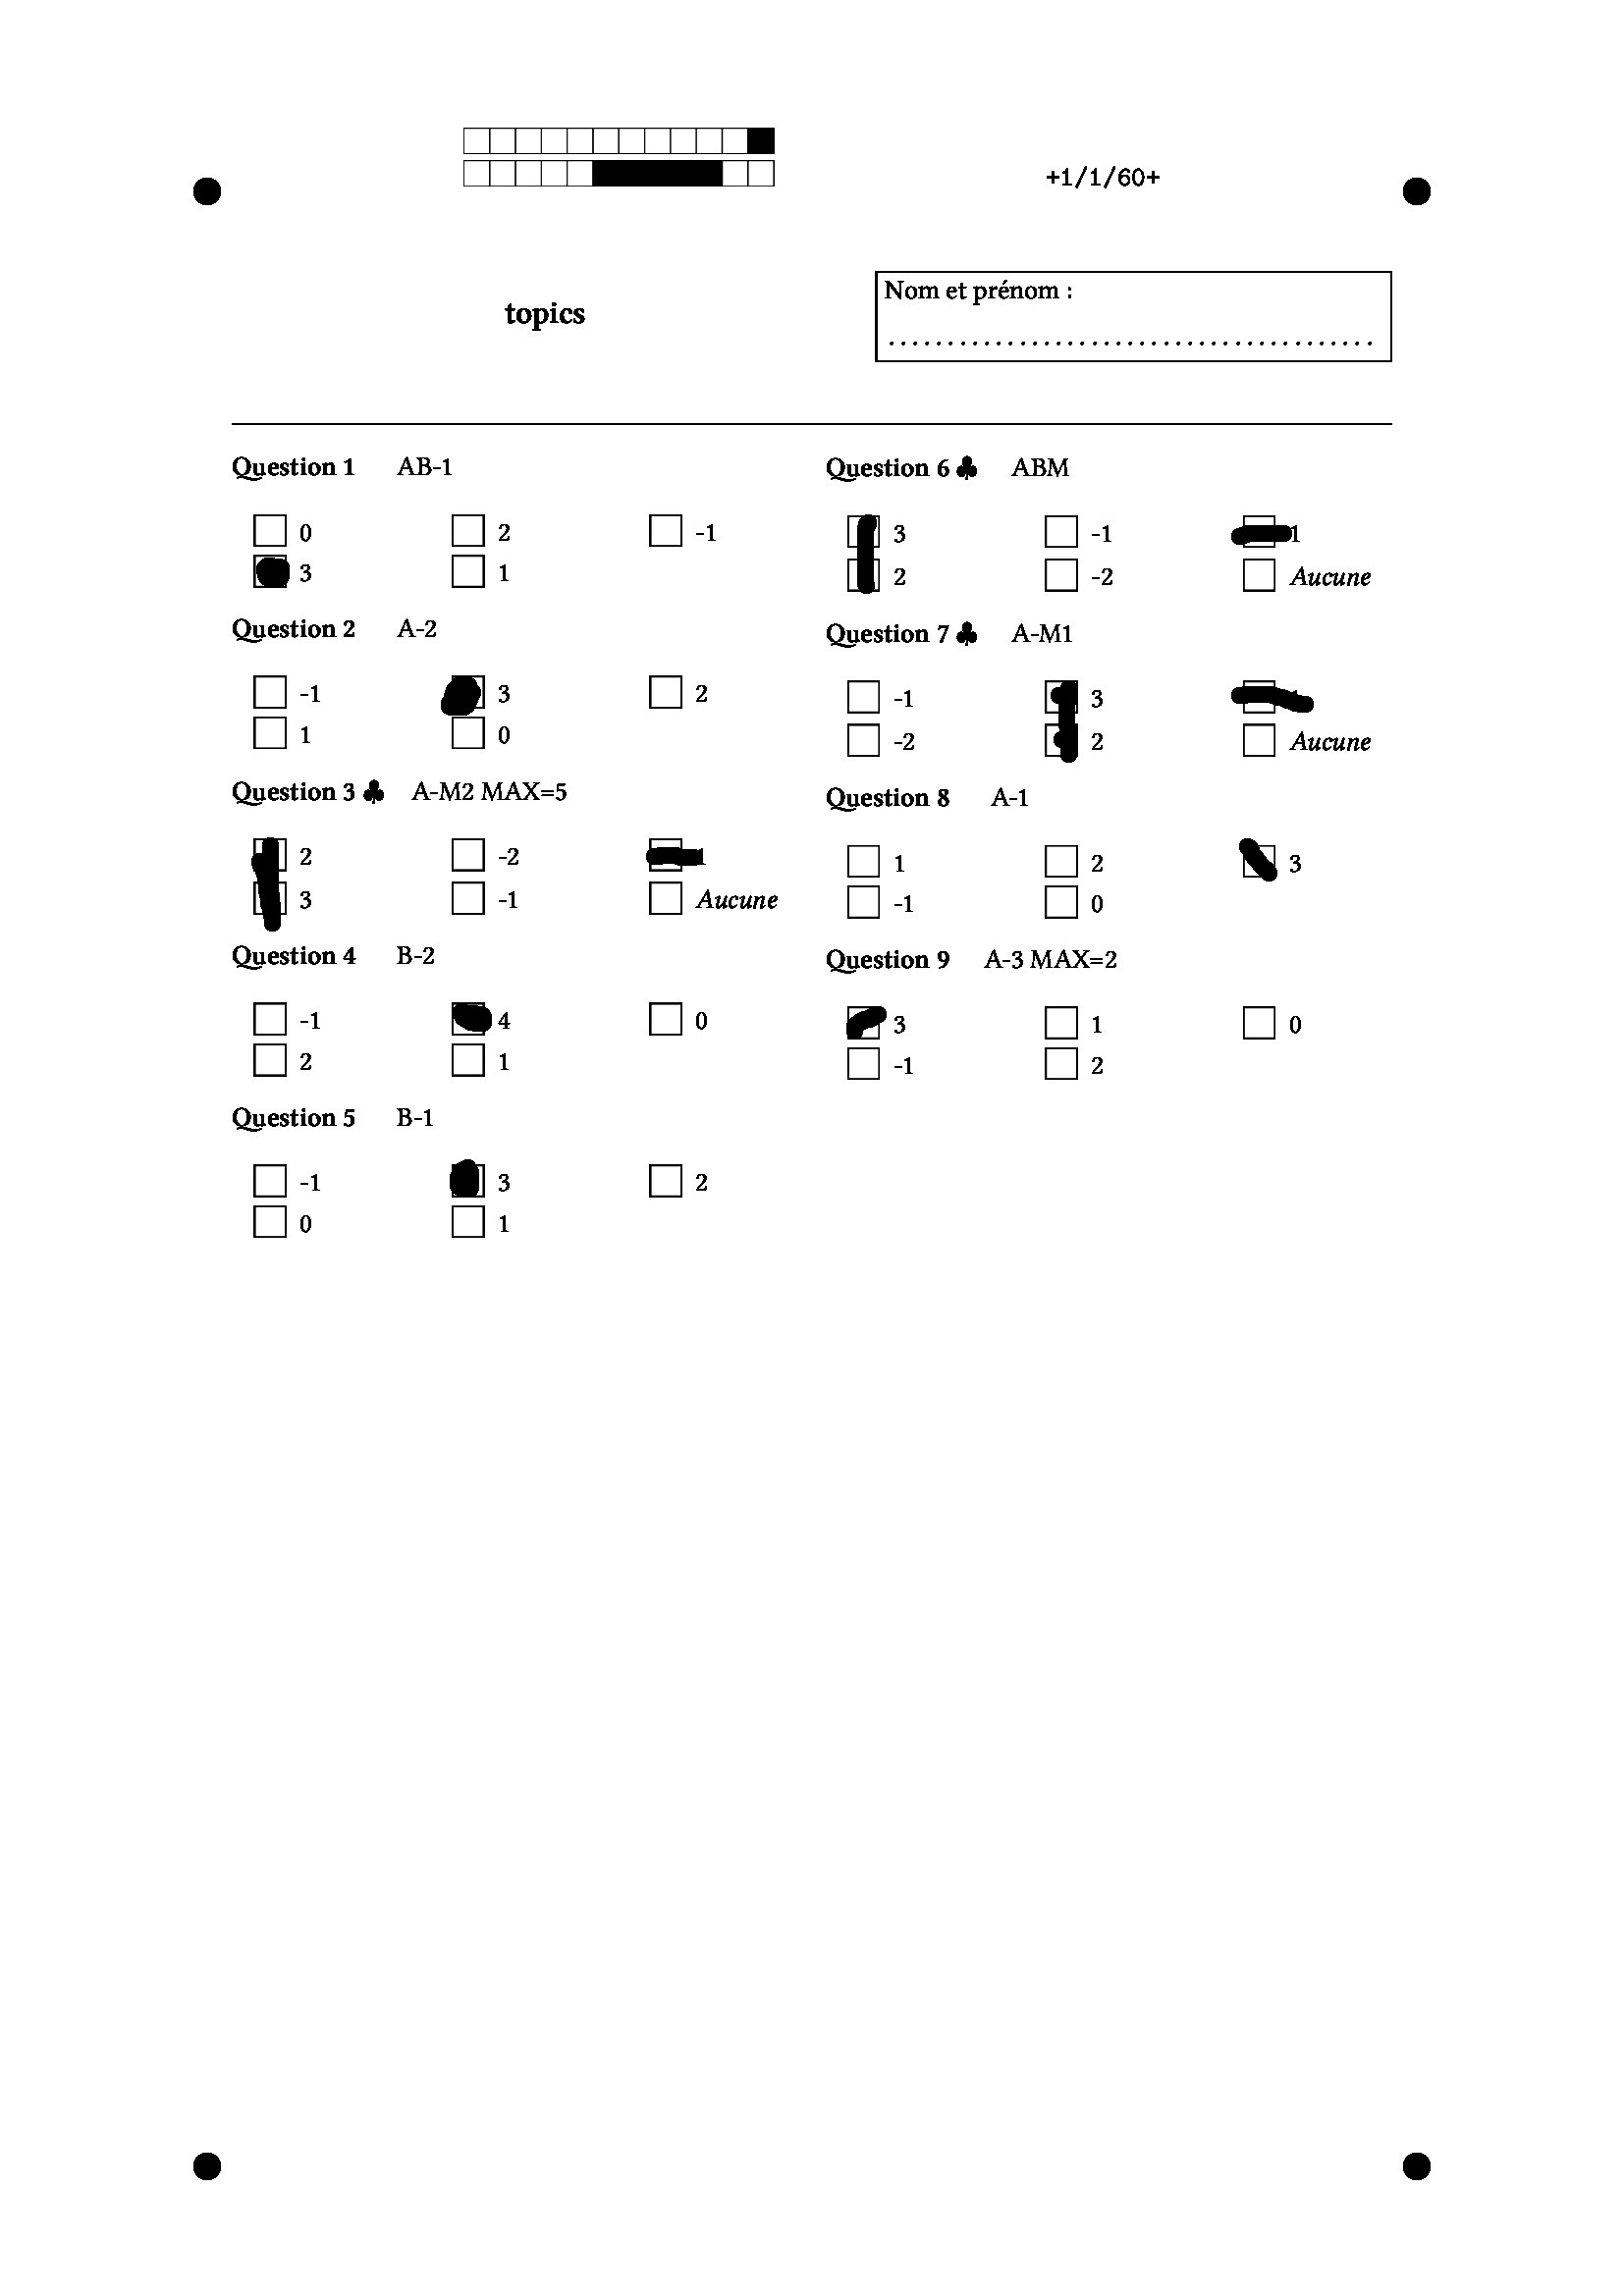 +1/1/60+
topics
Nom et prénom :
Question 1 AB-1
0 2 -1
3 1
Question 2 A-2
-1 3 2
1 0
Question 3 ♣ A-M2 MAX=5
2 -2
3 -1 Aucune
Question 4 B-2
-1 4 0
2 1
Question 5 B-1
-1 3 2
0 1
Question 6 ♣ ABM
3 -1 1
2 -2 Aucune
Question 7 ♣ A-M1
-1 3
-2 2 Aucune
Question 8 A-1
1 2 3
-1 0
Question 9 A-3 MAX=2
3 1 0
-1 2